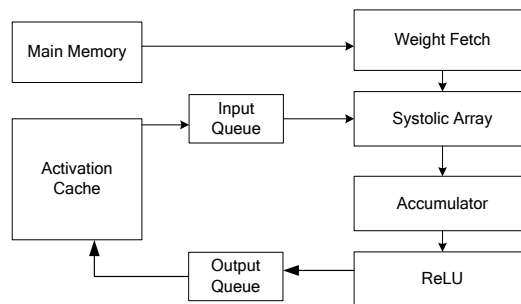 Main Memory
Weight Fetch
Input
Queue
Systolic Array
Activation
Cache
Accumulator
Output
Queue
ReLU